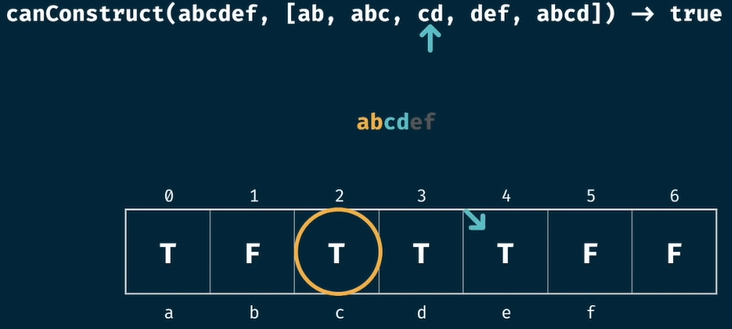 canConstruct(abcdef, [ab, abc, cd, def, abcd]) → true
abcdef
0 1 2 3 4 5 6
T F T T T F F
a b c d e f